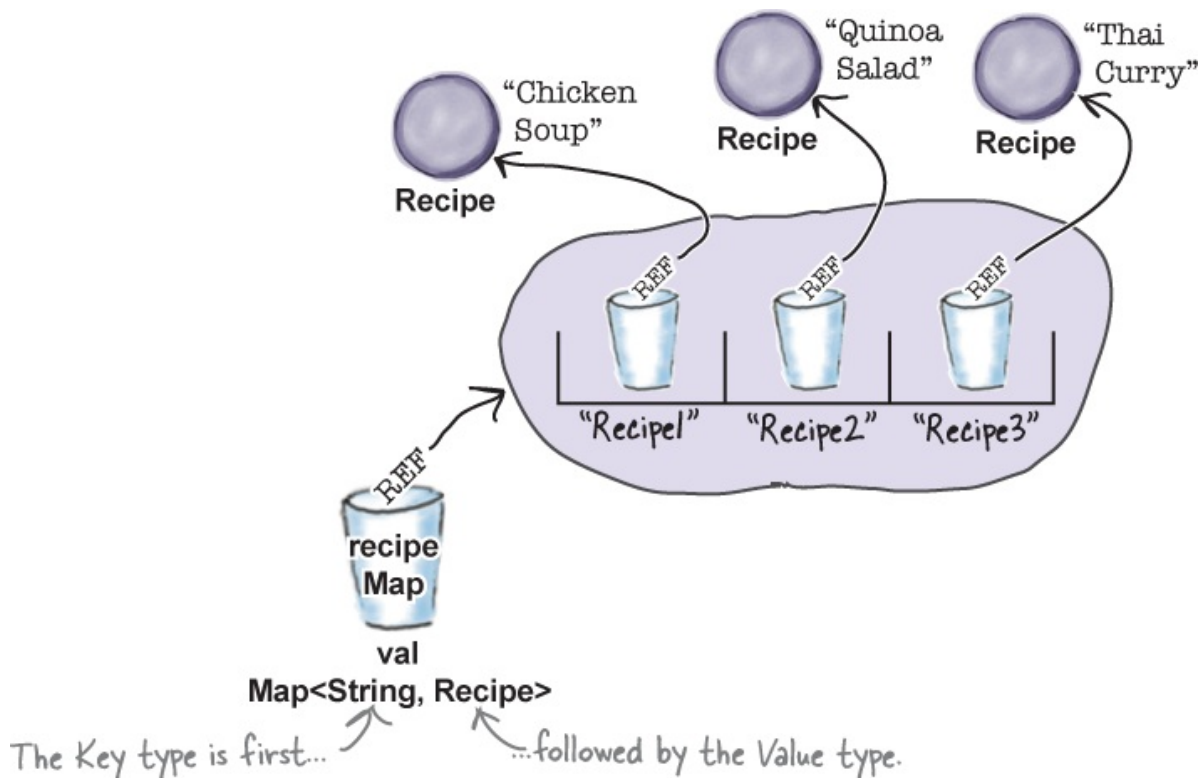 “Chicken
Soup”
Recipe
“Quinoa
Salad”
Recipe
“Thai
Curry”
Recipe
REF
REF
REF
“Recipe1”
“Recipe2”
“Recipe3”
REF
recipe
Map
val
Map<String, Recipe>
The Key type is first...
...followed by the Value type.